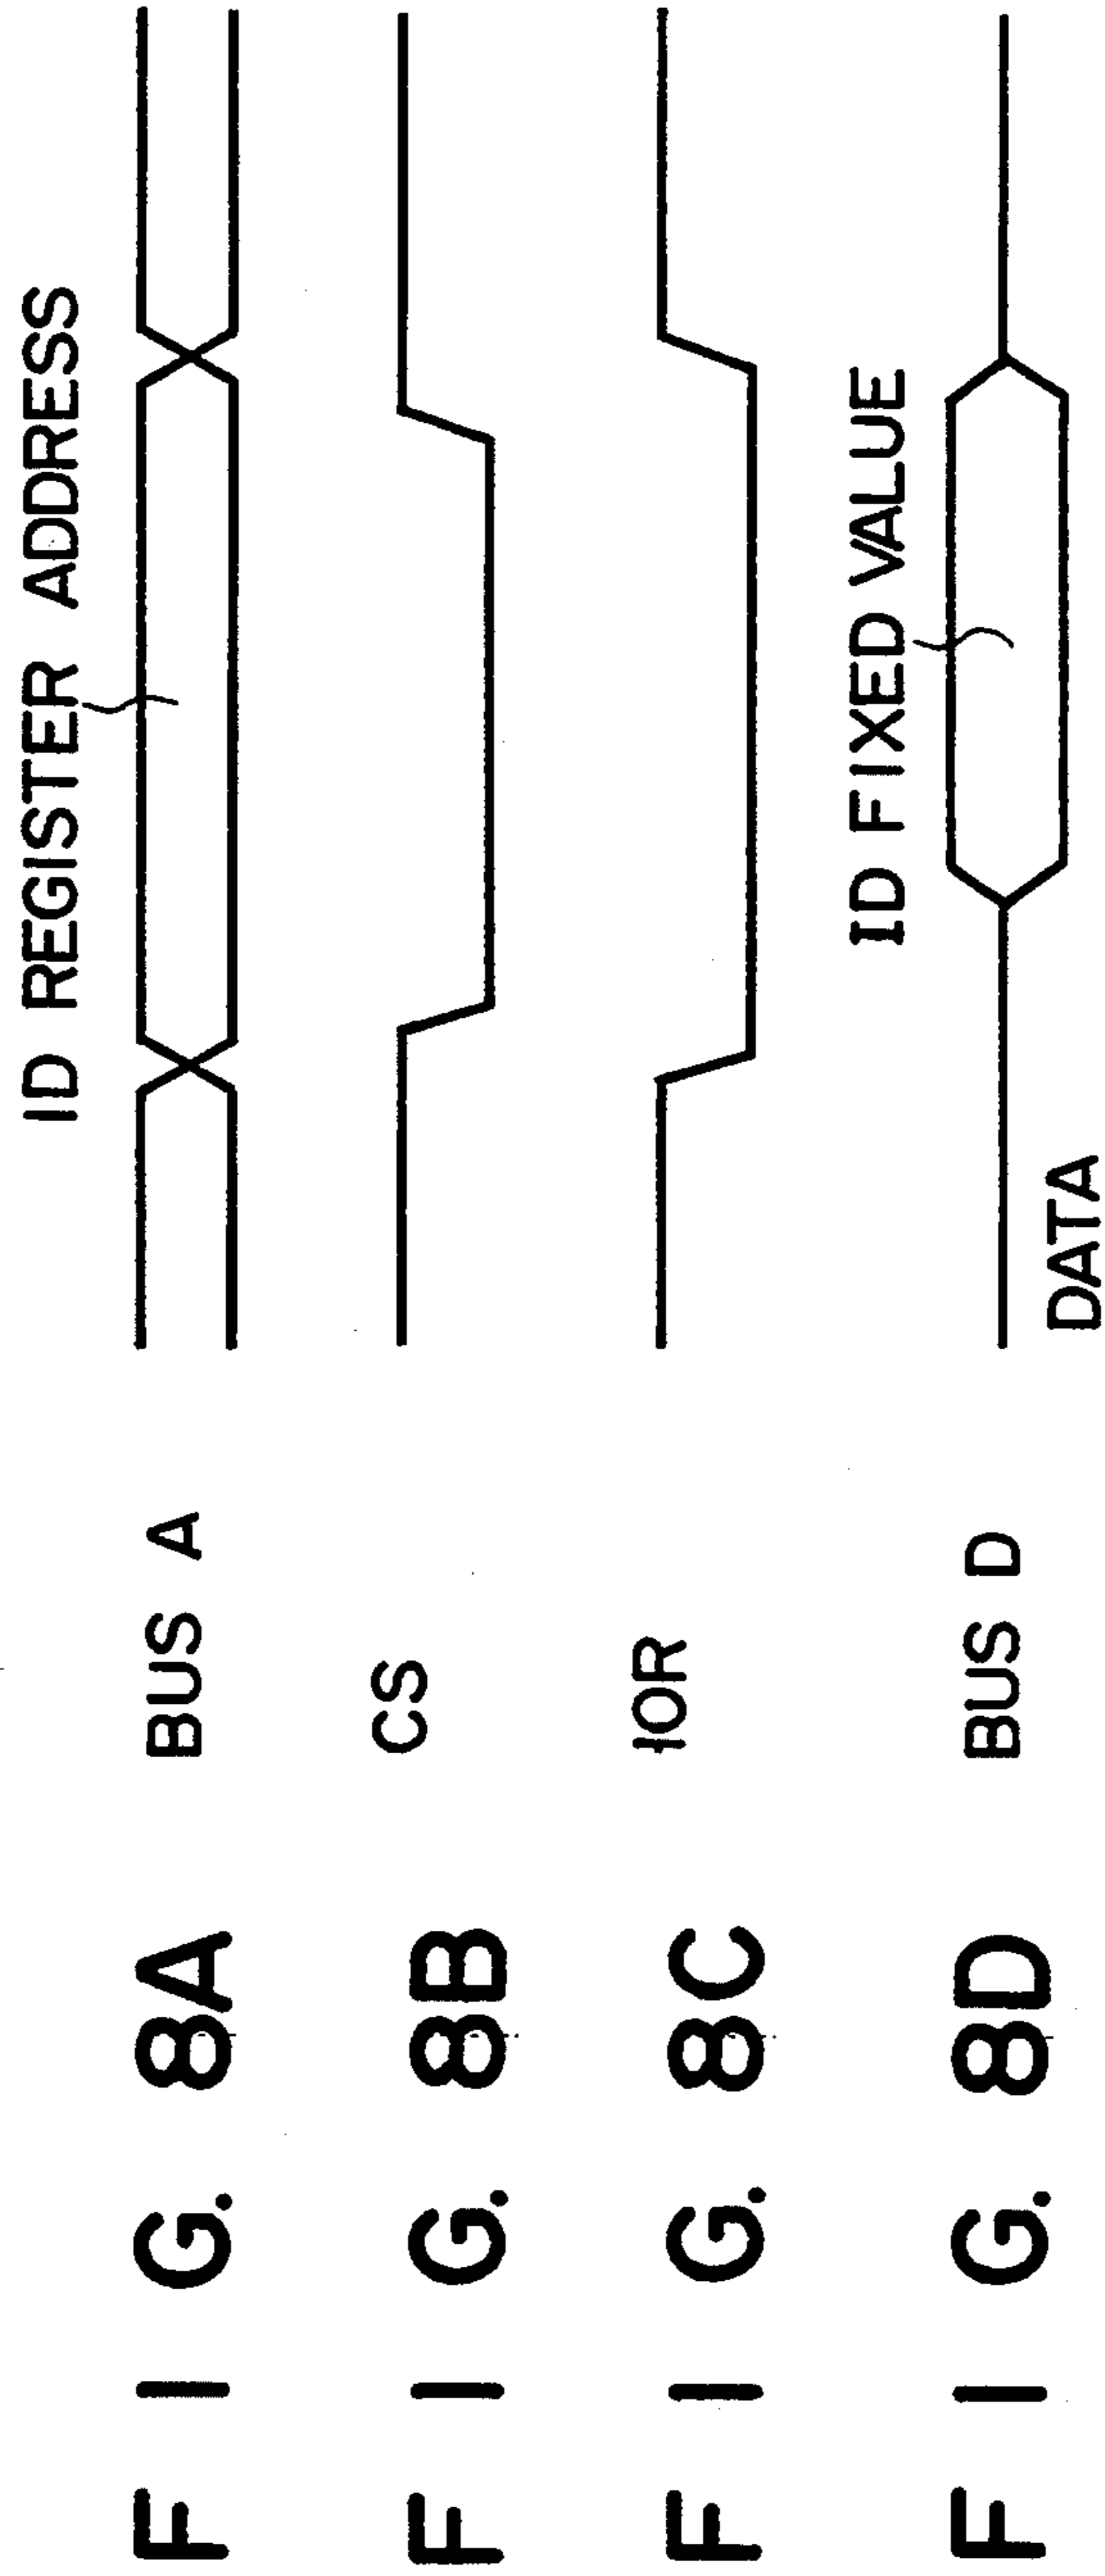 ID REGISTER ADDRESS
FIG. 8A BUS A
FIG. 8B CS
FIG. 8C IOR
ID FIXED VALUE
FIG. 8D BUS D
DATA